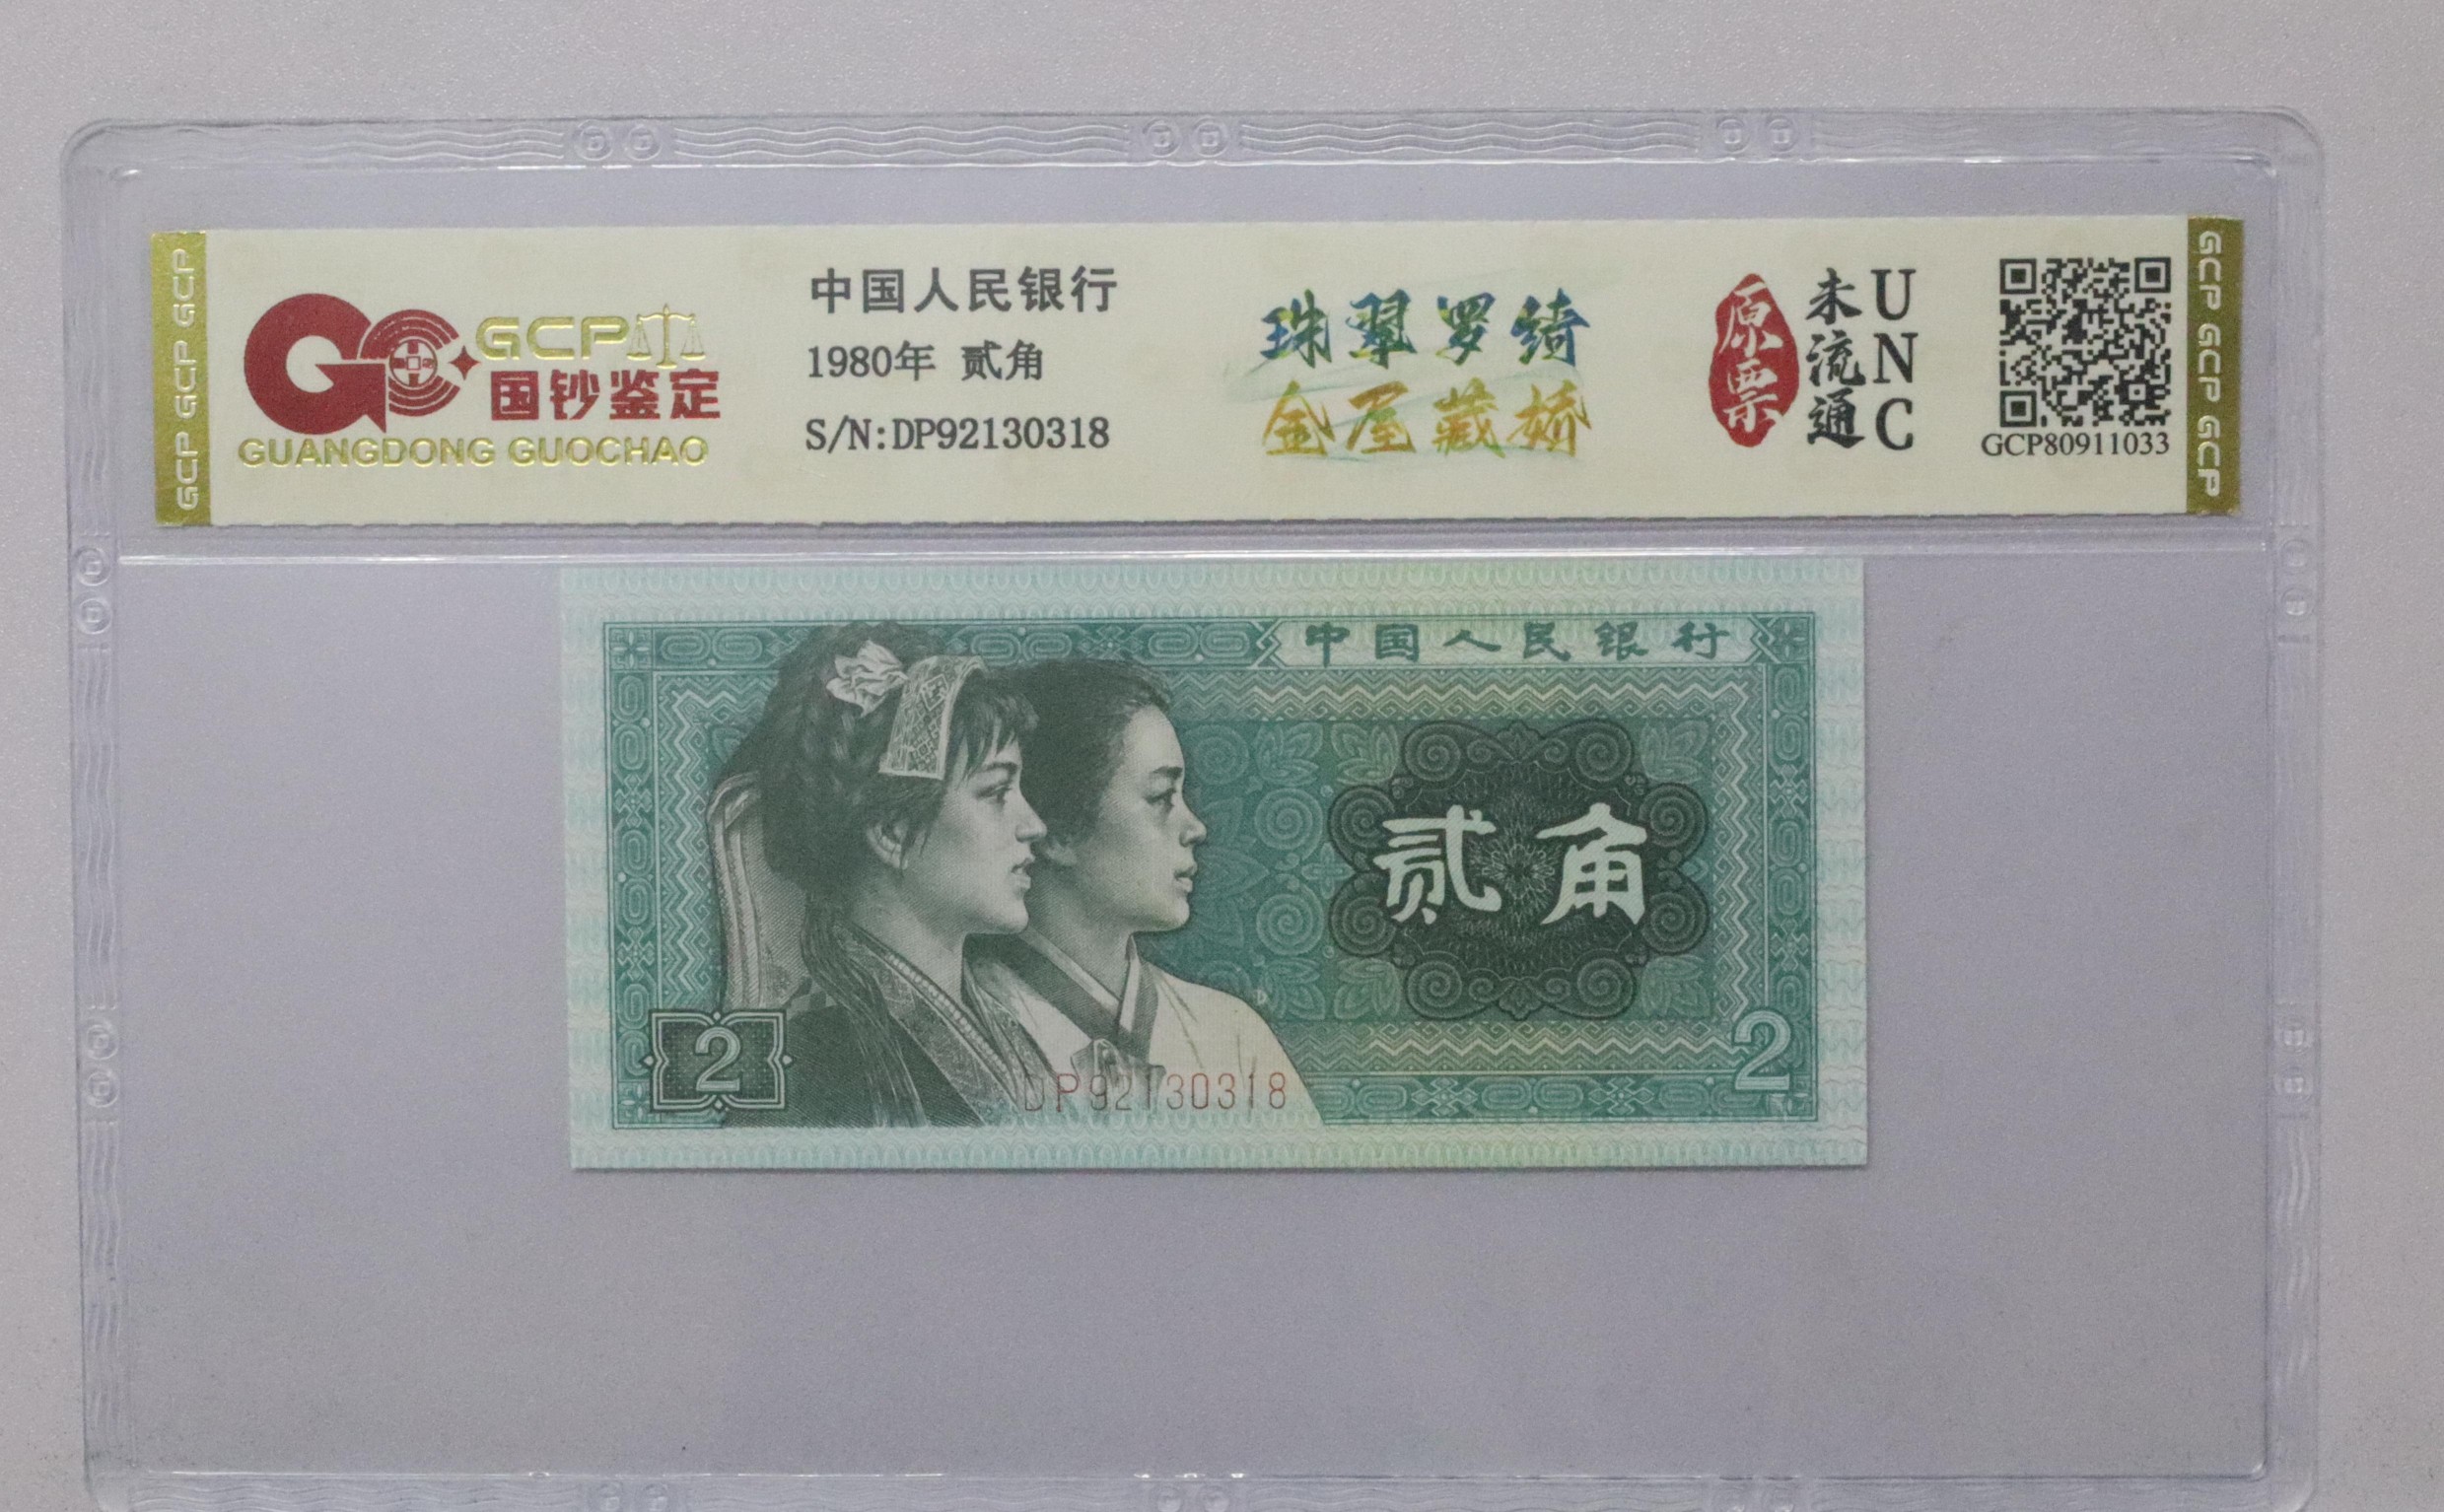 GCP GCP GCP
GCP
国钞鉴定
GUANGDONG GUOCHAO
中国人民银行
1980年 贰角
S/N:DP92130318
珠翠罗绮
金屋藏娇
原票
未流通
UNC
GCP80911033
GCP GCP GCP
中国人民银行
贰角
2
2
DP92130318